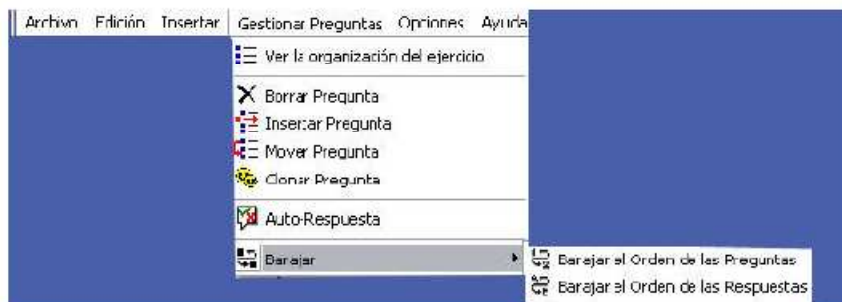 Archivo Edición Insertar Gestionar Preguntas Opciones Ayuda
Ver la organización del ejercicio
Borrar Pregunta
Insertar Pregunta
Mover Pregunta
Clonar Pregunta
Auto-Respuesta
Barajar Barajar el Orden de las Preguntas
Barajar el Orden de las Respuestas